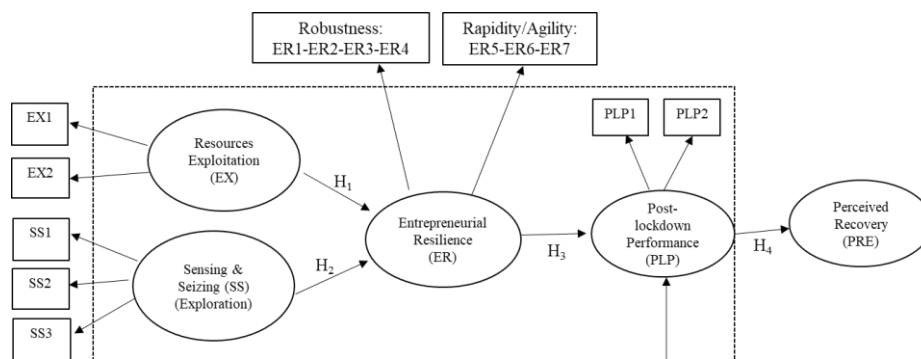 Robustness:
ER1-ER2-ER3-ER4
Rapidity/Agility:
ER5-ER6-ER7
EX1
EX2
SS1
SS2
SS3
Resources
Exploitation
(EX)
Sensing &
Seizing (SS)
(Exploration)
H1
H2
Entrepreneurial
Resilience
(ER)
H3
PLP1
PLP2
Post-
lockdown
Performance
(PLP)
H4
Perceived
Recovery
(PRE)